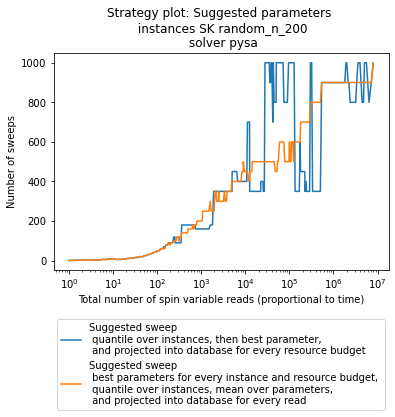 Strategy plot: Suggested parameters
instances SK random_n_200
solver pysa
1000
800
600
400
200
0
Number of sweeps
10^0
10^1
10^2
10^3
10^4
10^5
10^6
10^7
Total number of spin variable reads (proportional to time)
Suggested sweep
quantile over instances, then best parameter,
and projected into database for every resource budget
Suggested sweep
best parameters for every instance and resource budget,
quantile over instances, mean over parameters,
and projected into database for every read